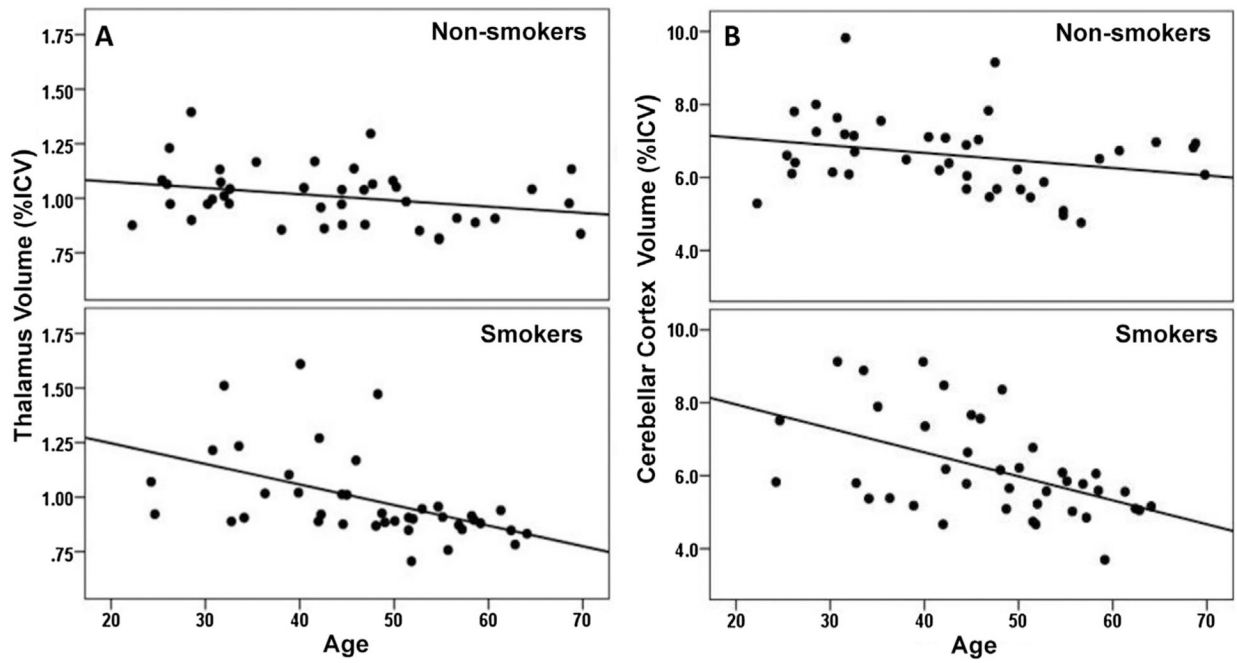 A
Non-smokers
1.75
1.50
1.25
1.00
.75
Thalamus Volume (%ICV)
Smokers
1.75
1.50
1.25
1.00
.75
20 30 40 50 60 70
Age
B
Non-smokers
10.0
8.0
6.0
4.0
Cerebellar Cortex Volume (%ICV)
Smokers
10.0
8.0
6.0
4.0
20 30 40 50 60 70
Age